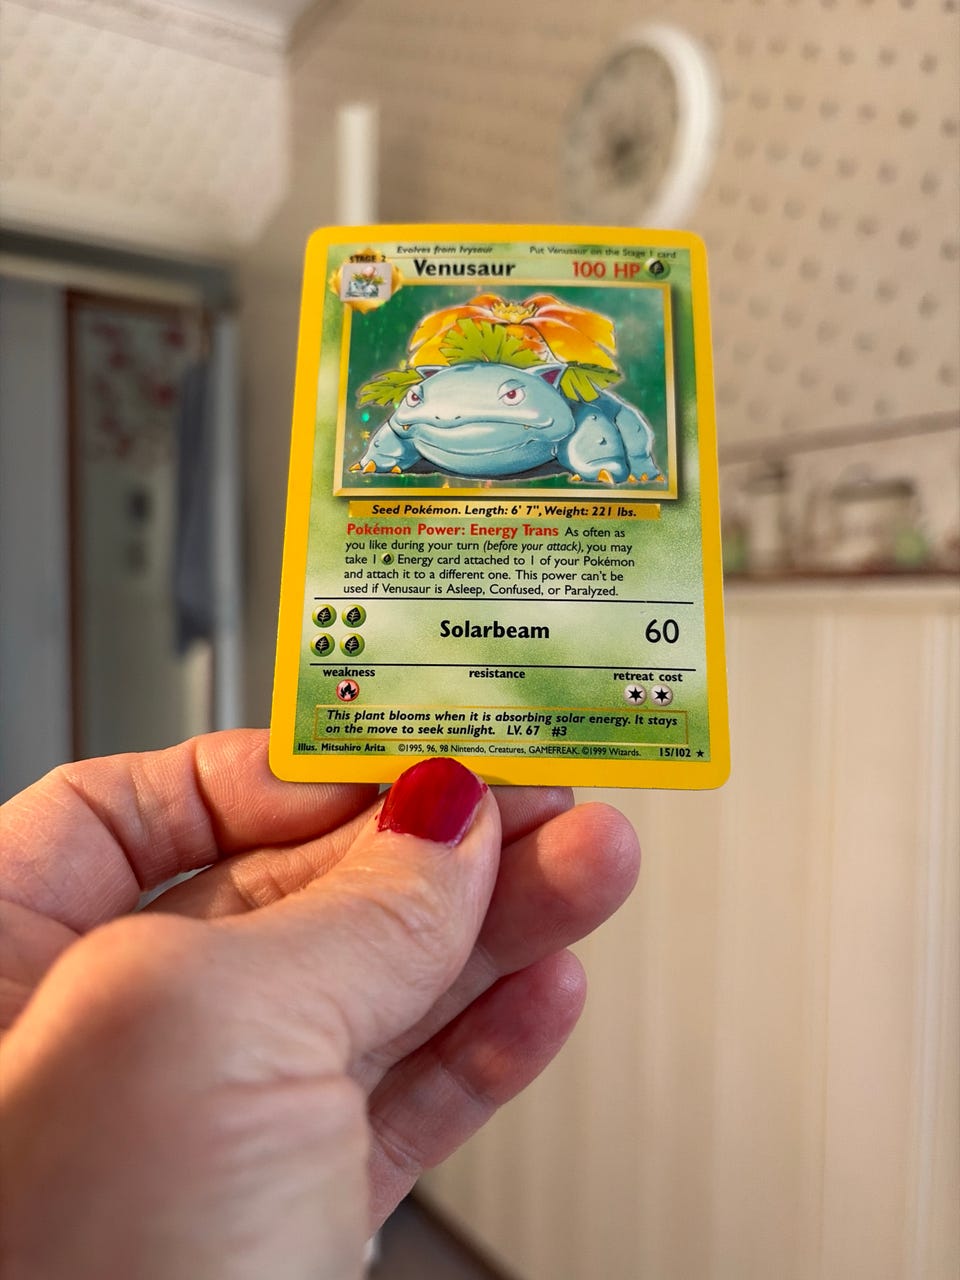 Evolves from Ivysaur Put Venusaur on the Stage 1 card
STAGE 2
Venusaur 100 HP
Seed Pokémon. Length: 6' 7", Weight: 221 lbs.
Pokémon Power: Energy Trans As often as
you like during your turn (before your attack), you may
take 1 Energy card attached to 1 of your Pokémon
and attach it to a different one. This power can't be
used if Venusaur is Asleep, Confused, or Paralyzed.
Solarbeam 60
weakness resistance retreat cost
This plant blooms when it is absorbing solar energy. It stays
on the move to seek sunlight. LV. 67 #3
Illus. Mitsuhiro Arita ©1995, 96, 98 Nintendo, Creatures, GAMEFREAK. ©1999 Wizards. 15/102 ★